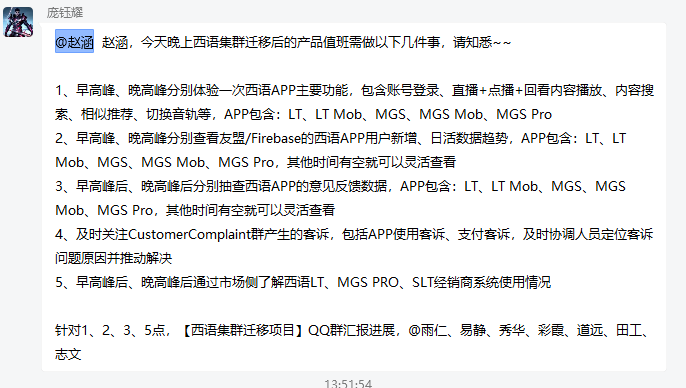 庞钰耀
@赵涵 赵涵，今天晚上西语集群迁移后的产品值班需做以下几件事，请知悉~~
1、早高峰、晚高峰分别体验一次西语APP主要功能，包含账号登录、直播+点播+回看内容播放、内容搜
索、相似推荐、切换音轨等，APP包含：LT、LT Mob、MGS、MGS Mob、MGS Pro
2、早高峰、晚高峰分别查看友盟/Firebase的西语APP用户新增、日活数据趋势，APP包含：LT、LT
Mob、MGS、MGS Mob、MGS Pro，其他时间有空就可以灵活查看
3、早高峰后、晚高峰后分别抽查西语APP的意见反馈数据，APP包含：LT、LT Mob、MGS、MGS
Mob、MGS Pro，其他时间有空就可以灵活查看
4、及时关注CustomerComplaint群产生的客诉，包括APP使用客诉、支付客诉，及时协调人员定位客诉
问题原因并推动解决
5、早高峰后、晚高峰后通过市场侧了解西语LT、MGS PRO、SLT经销商系统使用情况
针对1、2、3、5点，【西语集群迁移项目】QQ群汇报进展，@雨仁、易静、秀华、彩霞、道远、田工、
志文
13:51:54